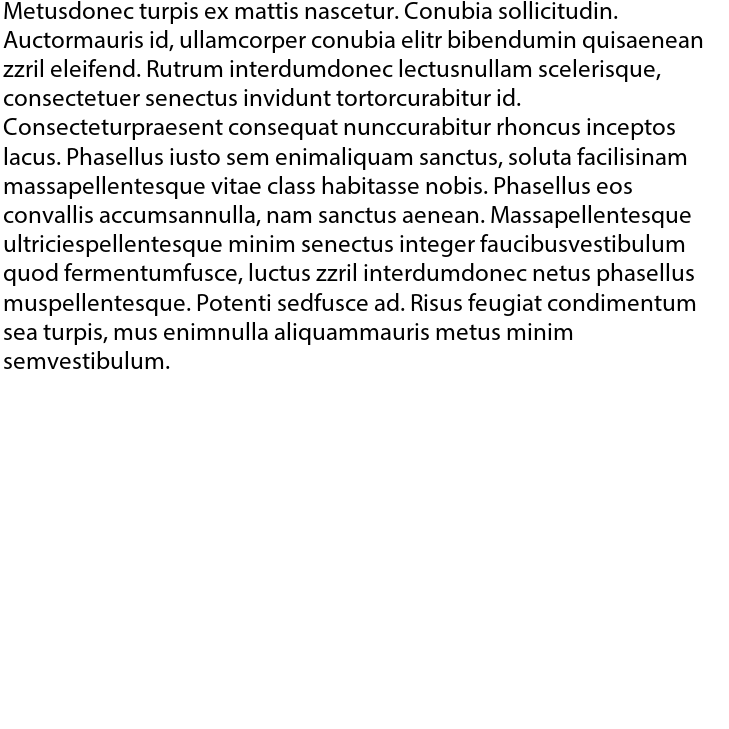 Metusdonec turpis ex mattis nascetur. Conubia sollicitudin.
Auctormauris id, ullamcorper conubia elitr bibendumin quisaenean
zzril eleifend. Rutrum interdumdonec lectusnullam scelerisque,
consectetuer senectus invidunt tortorcurabitur id.
Consecteturpraesent consequat nunccurabitur rhoncus inceptos
lacus. Phasellus iusto sem enimaliquam sanctus, soluta facilisinam
massapellentesque vitae class habitasse nobis. Phasellus eos
convallis accumsannulla, nam sanctus aenean. Massapellentesque
ultriciespellentesque minim senectus integer faucibusvestibulum
quod fermentumfusce, luctus zzril interdumdonec netus phasellus
muspellentesque. Potenti sedfusce ad. Risus feugiat condimentum
sea turpis, mus enimnulla aliquammauris metus minim
semvestibulum.